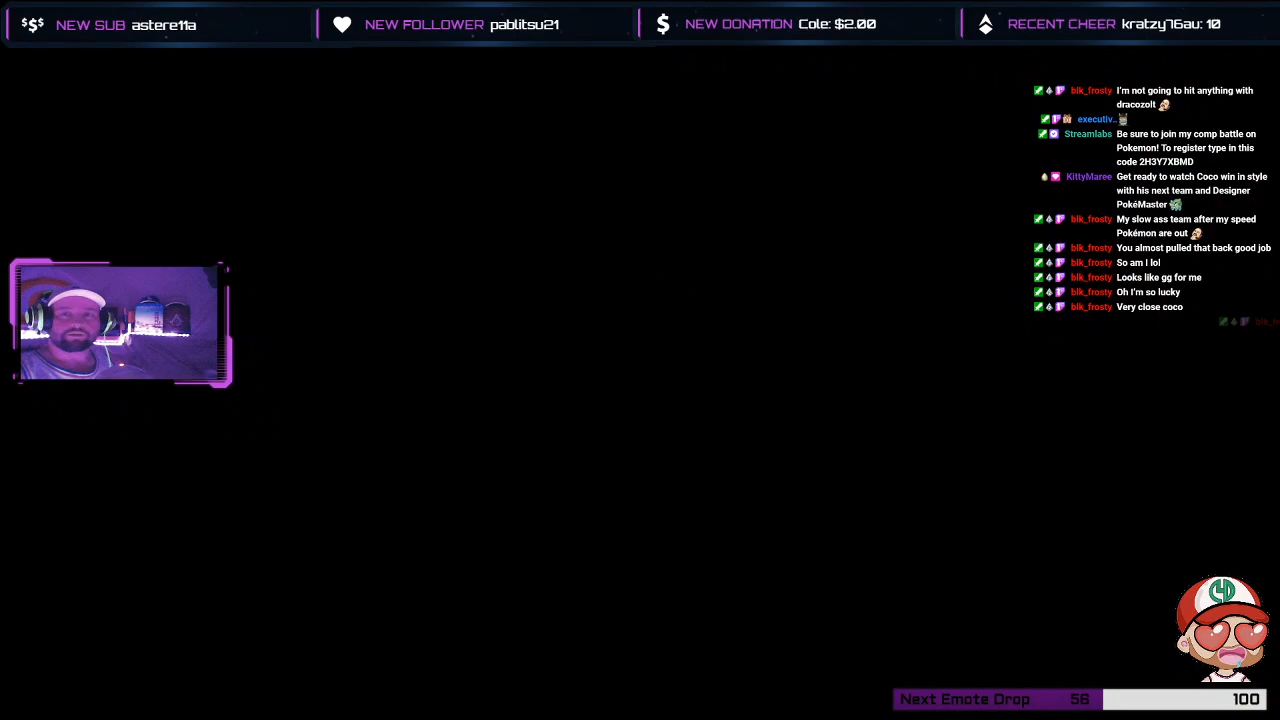 $$$ NEW SUB astere11a
NEW FOLLOWER pablitsu21
$ NEW DONATION Cole: $2.00
RECENT CHEER kratzy76au: 10
blk_frosty I'm not going to hit anything with
dracozolt
executiv..
Streamlabs Be sure to join my comp battle on
Pokemon! To register type in this
code 2H3Y7XBMD
KittyMaree Get ready to watch Coco win in style
with his next team and Designer
PokéMaster
blk_frosty My slow ass team after my speed
Pokémon are out
blk_frosty You almost pulled that back good job
blk_frosty So am I lol
blk_frosty Looks like gg for me
blk_frosty Oh I'm so lucky
blk_frosty Very close coco
Next Emote Drop 56 100